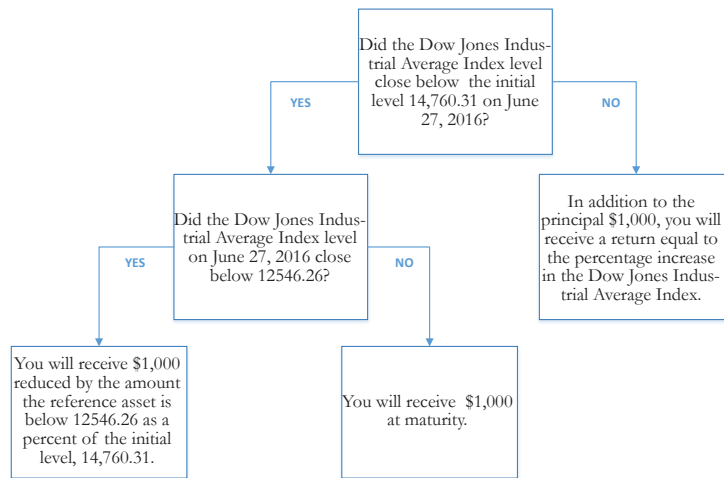 Did the Dow Jones Indus-
trial Average Index level
close below the initial
level 14,760.31 on June
27, 2016?
YES
NO
Did the Dow Jones Indus-
trial Average Index level
on June 27, 2016 close
below 12546.26?
In addition to the
principal $1,000, you will
receive a return equal to
the percentage increase
in the Dow Jones Indus-
trial Average Index.
YES
NO
You will receive $1,000
reduced by the amount
the reference asset is
below 12546.26 as a
percent of the initial
level, 14,760.31.
You will receive $1,000
at maturity.